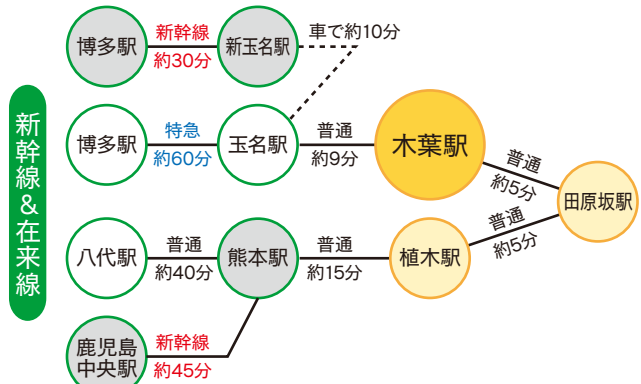 新幹線&在来線
博多駅
新幹線
約30分
新玉名駅
車で約10分
博多駅
特急
約60分
玉名駅
普通
約9分
木葉駅
普通
約5分
田原坂駅
八代駅
普通
約40分
熊本駅
普通
約15分
植木駅
普通
約5分
鹿児島
中央駅
新幹線
約45分